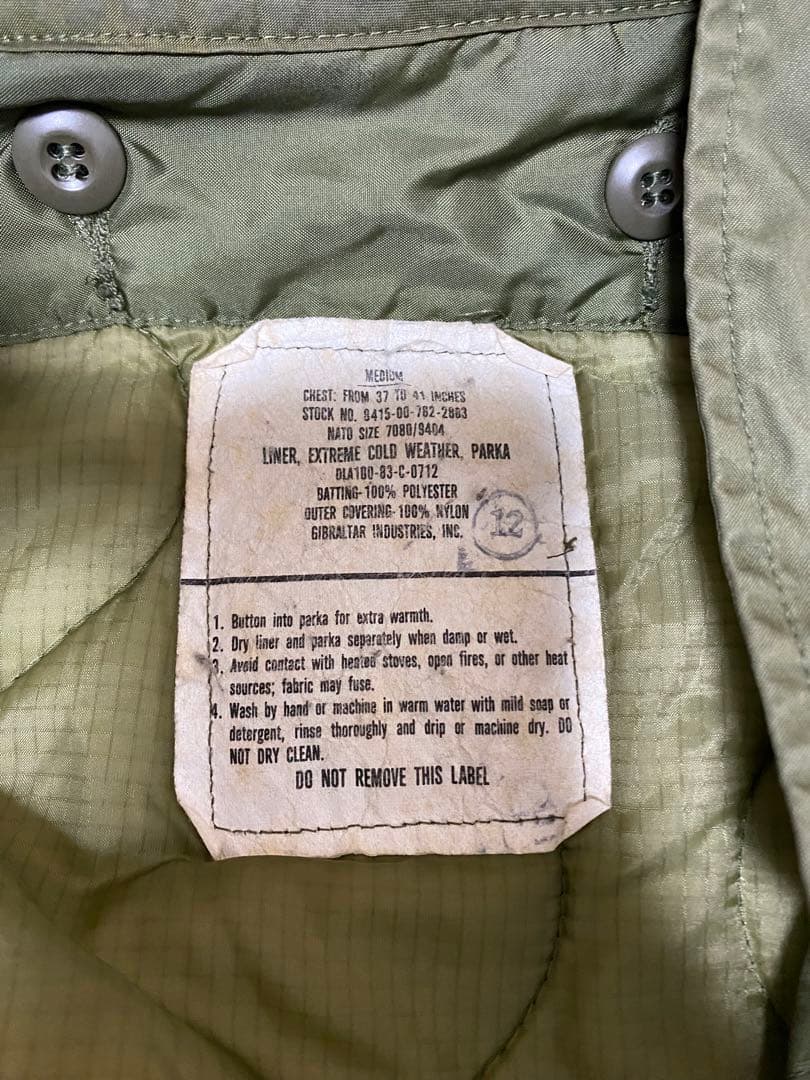 MEDIUM
CHEST: FROM 37 TO 41 INCHES
STOCK NO. 8415-00-782-2883
NATO SIZE 7080/9404
LINER, EXTREME COLD WEATHER, PARKA
DLA100-83-C-0712
BATTING-100% POLYESTER
OUTER COVERING-100% NYLON
GIBRALTAR INDUSTRIES, INC.
12
1. Button into parka for extra warmth.
2. Dry liner and parka separately when damp or wet.
3. Avoid contact with heated stoves, open fires, or other heat
sources; fabric may fuse.
4. Wash by hand or machine in warm water with mild soap or
detergent, rinse thoroughly and drip or machine dry. DO
NOT DRY CLEAN.
DO NOT REMOVE THIS LABEL